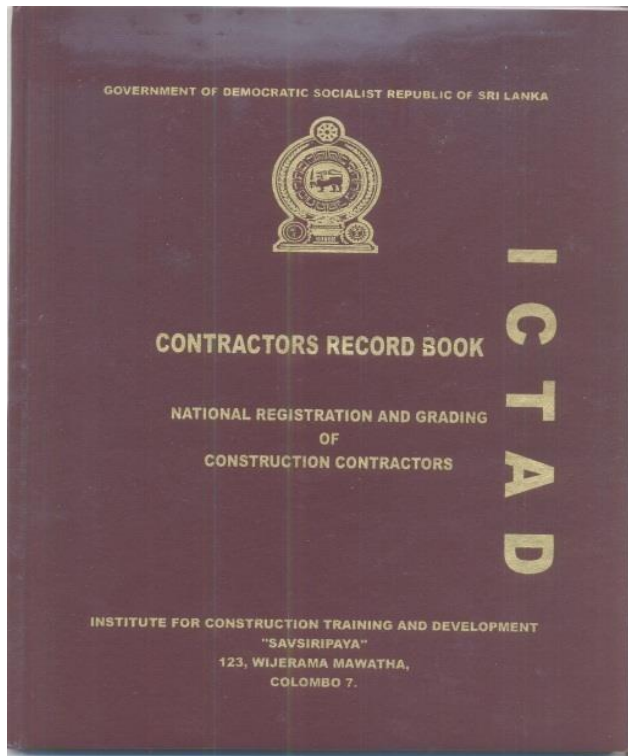 GOVERNMENT OF DEMOCRATIC SOCIALIST REPUBLIC OF SRI LANKA
ICTAD
CONTRACTORS RECORD BOOK
NATIONAL REGISTRATION AND GRADING
OF
CONSTRUCTION CONTRACTORS
INSTITUTE FOR CONSTRUCTION TRAINING AND DEVELOPMENT
"SAVSIRIPAYA"
123, WIJERAMA MAWATHA,
COLOMBO 7.